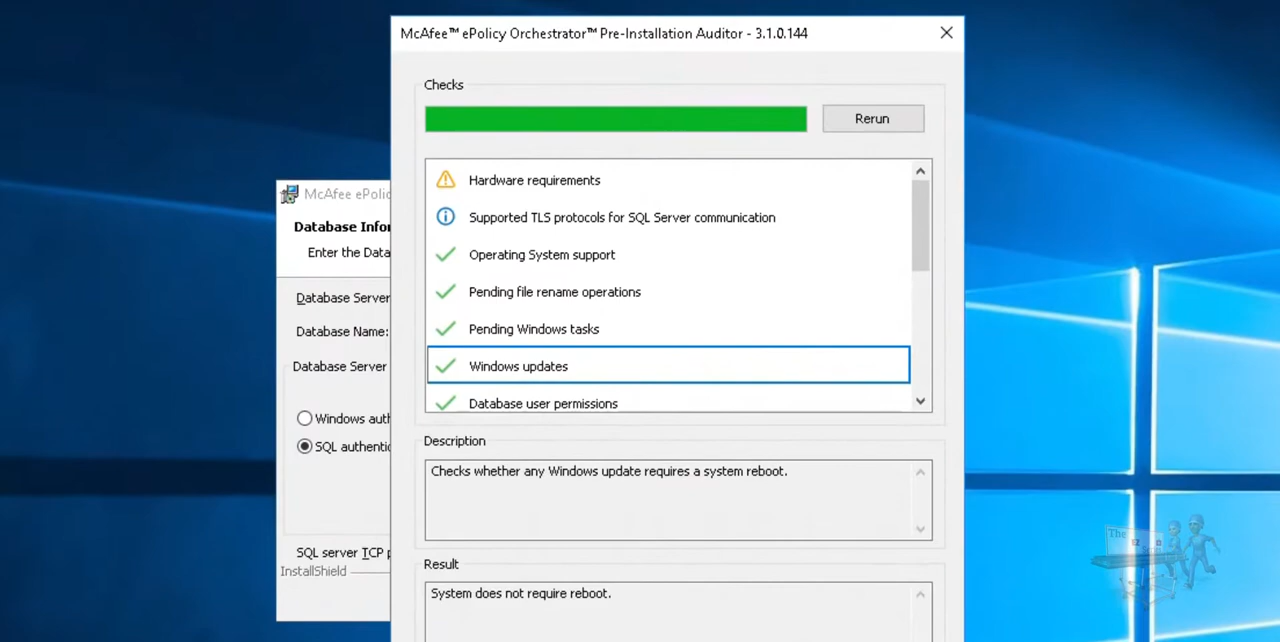 McAfee™ ePolicy Orchestrator™ Pre-Installation Auditor - 3.1.0.144
Checks
Rerun
Hardware requirements
Supported TLS protocols for SQL Server communication
Operating System support
Pending file rename operations
Pending Windows tasks
Windows updates
Database user permissions
Description
Checks whether any Windows update requires a system reboot.
Result
System does not require reboot.
McAfee ePolic
Database Infor
Enter the Data
Database Server
Database Name:
Database Server
Windows auth
SQL authentic
SQL server TCP p
InstallShield
The
EZ